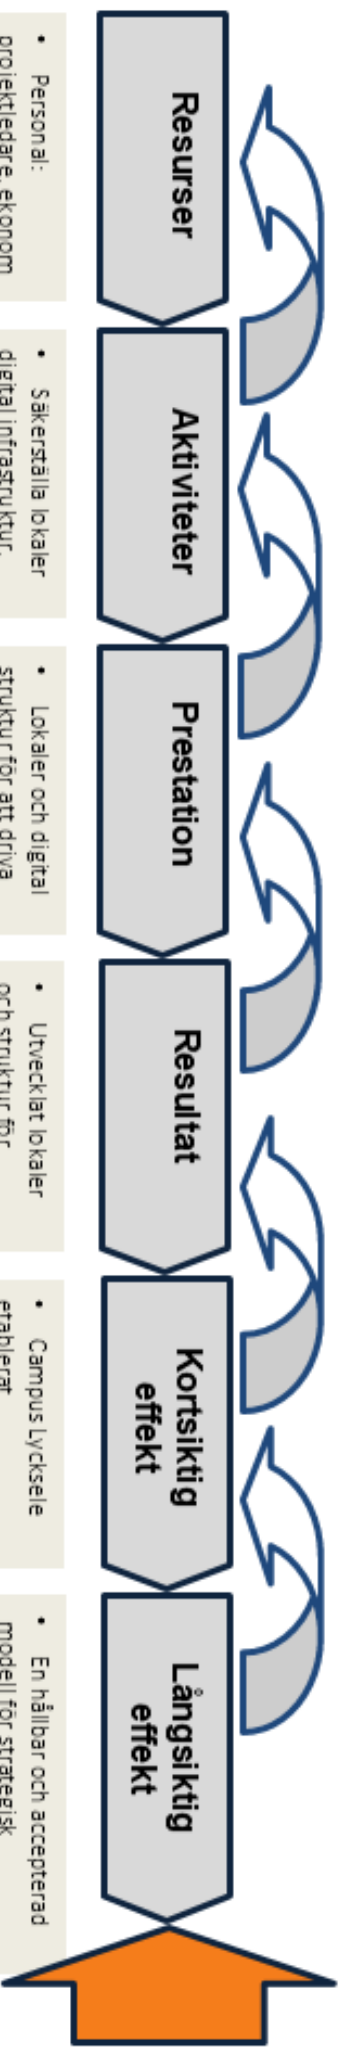 Resurser
Aktiviteter
Prestation
Resultat
Kortsiktig
effekt
Långsiktig
effekt
• Personal:
projektledare, ekonom
• Säkerställa lokaler
digital infrastruktur,
• Lokaler och digital
struktur för att driva
• Utvecklat lokaler
och struktur för
• Campus Lycksele
etablerat
• En hållbar och accepterad
modell för strategisk